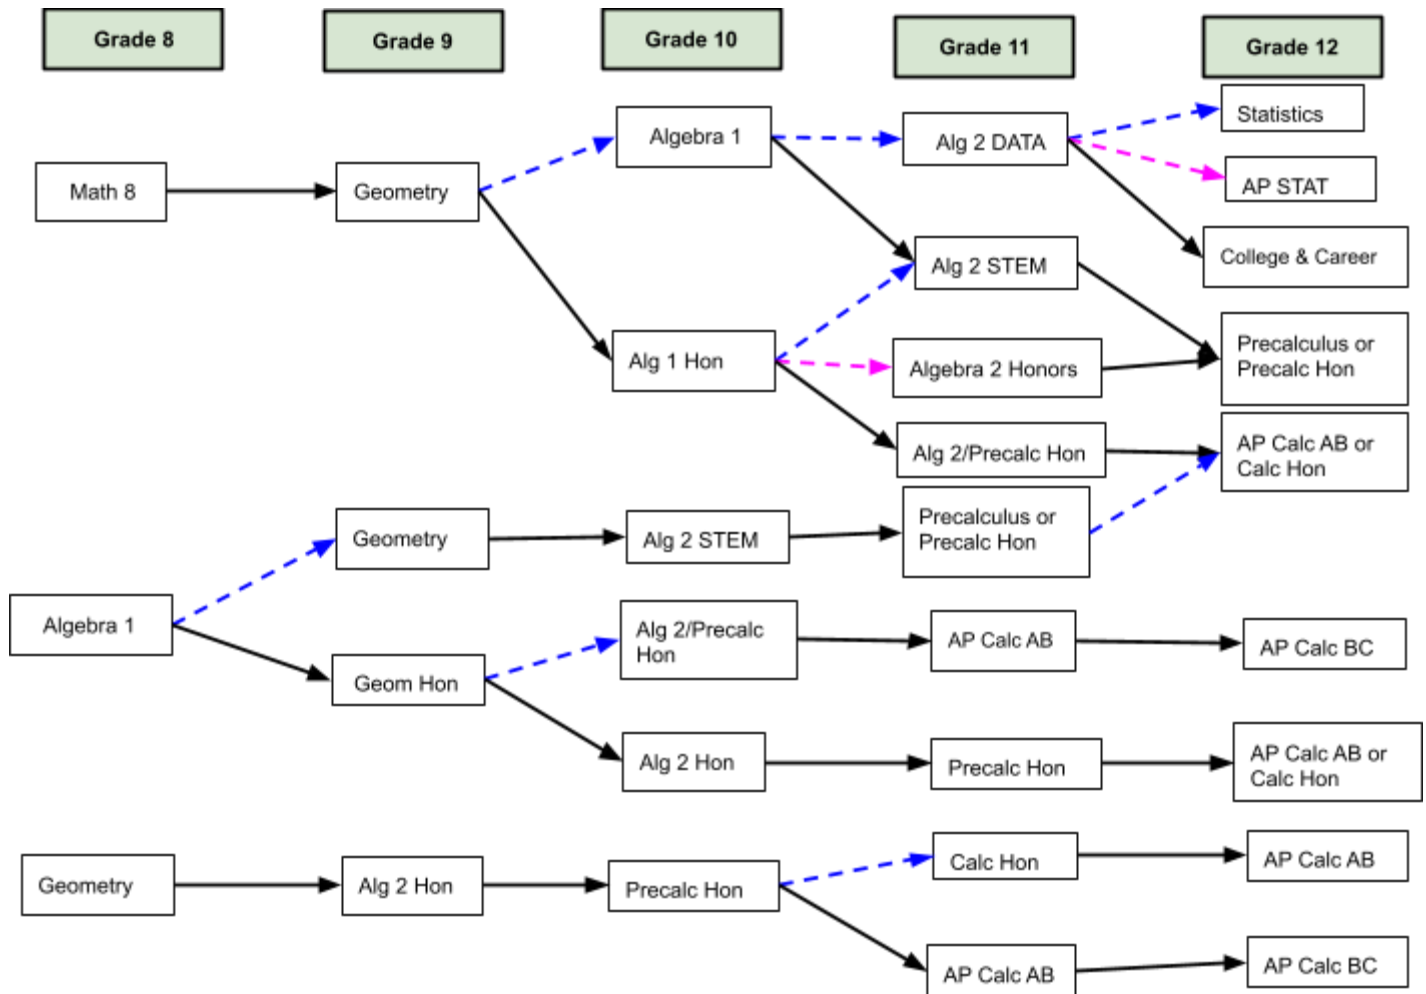 Grade 8
Grade 9
Grade 10
Grade 11
Grade 12
Math 8
Geometry
Algebra 1
Alg 2 DATA
Statistics
AP STAT
College & Career
Alg 2 STEM
Alg 1 Hon
Algebra 2 Honors
Precalculus or
Precalc Hon
Alg 2/Precalc Hon
AP Calc AB or
Calc Hon
Algebra 1
Geometry
Alg 2 STEM
Precalculus or
Precalc Hon
Geom Hon
Alg 2/Precalc
Hon
AP Calc AB
AP Calc BC
Alg 2 Hon
Precalc Hon
AP Calc AB or
Calc Hon
Geometry
Alg 2 Hon
Precalc Hon
Calc Hon
AP Calc AB
AP Calc AB
AP Calc BC